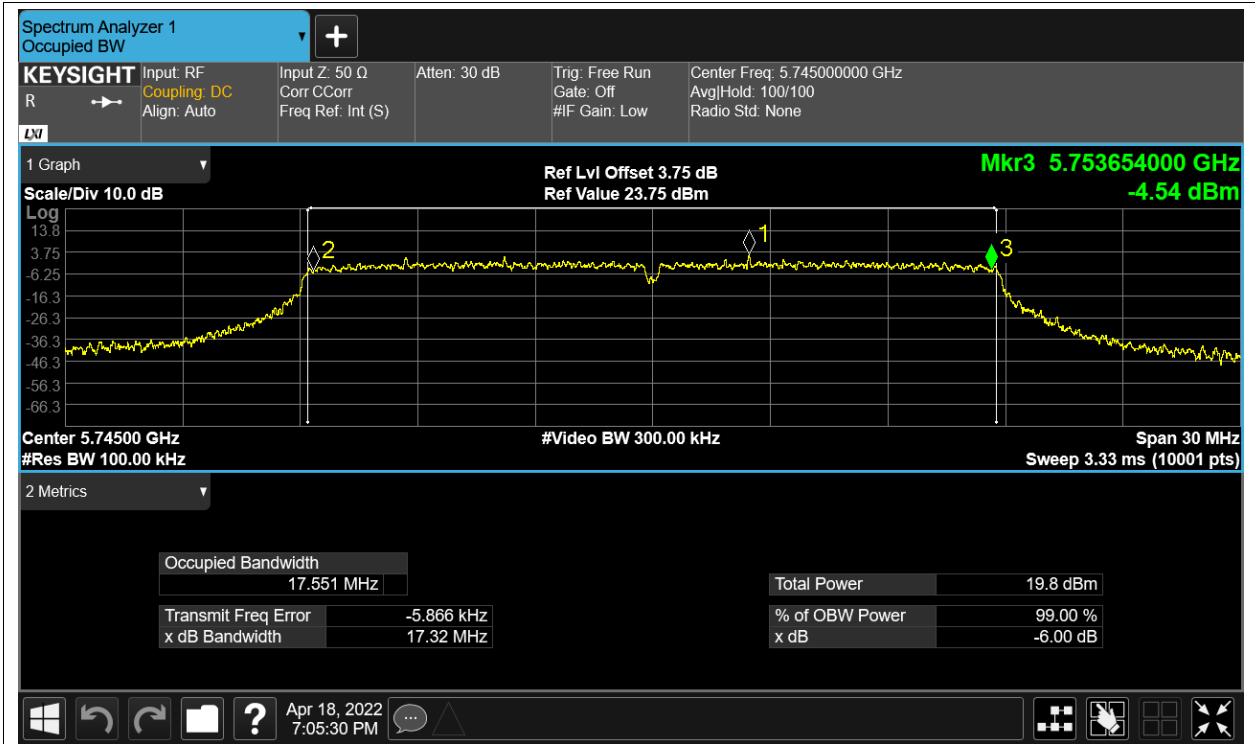 Spectrum Analyzer 1
Occupied BW
KEYSIGHT
R
LXI
Input: RF
Coupling: DC
Align: Auto
Input Z: 50 Ω
Corr CCorr
Freq Ref: Int (S)
Atten: 30 dB
Trig: Free Run
Gate: Off
#IF Gain: Low
Center Freq: 5.745000000 GHz
Avg|Hold: 100/100
Radio Std: None
1 Graph
Scale/Div 10.0 dB
Ref Lvl Offset 3.75 dB
Ref Value 23.75 dBm
Mkr3 5.753654000 GHz
-4.54 dBm
Log
13.8
3.75
-6.25
-16.3
-26.3
-36.3
-46.3
-56.3
-66.3
2
1
3
Center 5.74500 GHz
#Res BW 100.00 kHz
#Video BW 300.00 kHz
Span 30 MHz
Sweep 3.33 ms (10001 pts)
2 Metrics
Occupied Bandwidth
17.551 MHz
Transmit Freq Error -5.866 kHz
x dB Bandwidth 17.32 MHz
Total Power 19.8 dBm
% of OBW Power 99.00 %
x dB -6.00 dB
?
Apr 18, 2022
7:05:30 PM